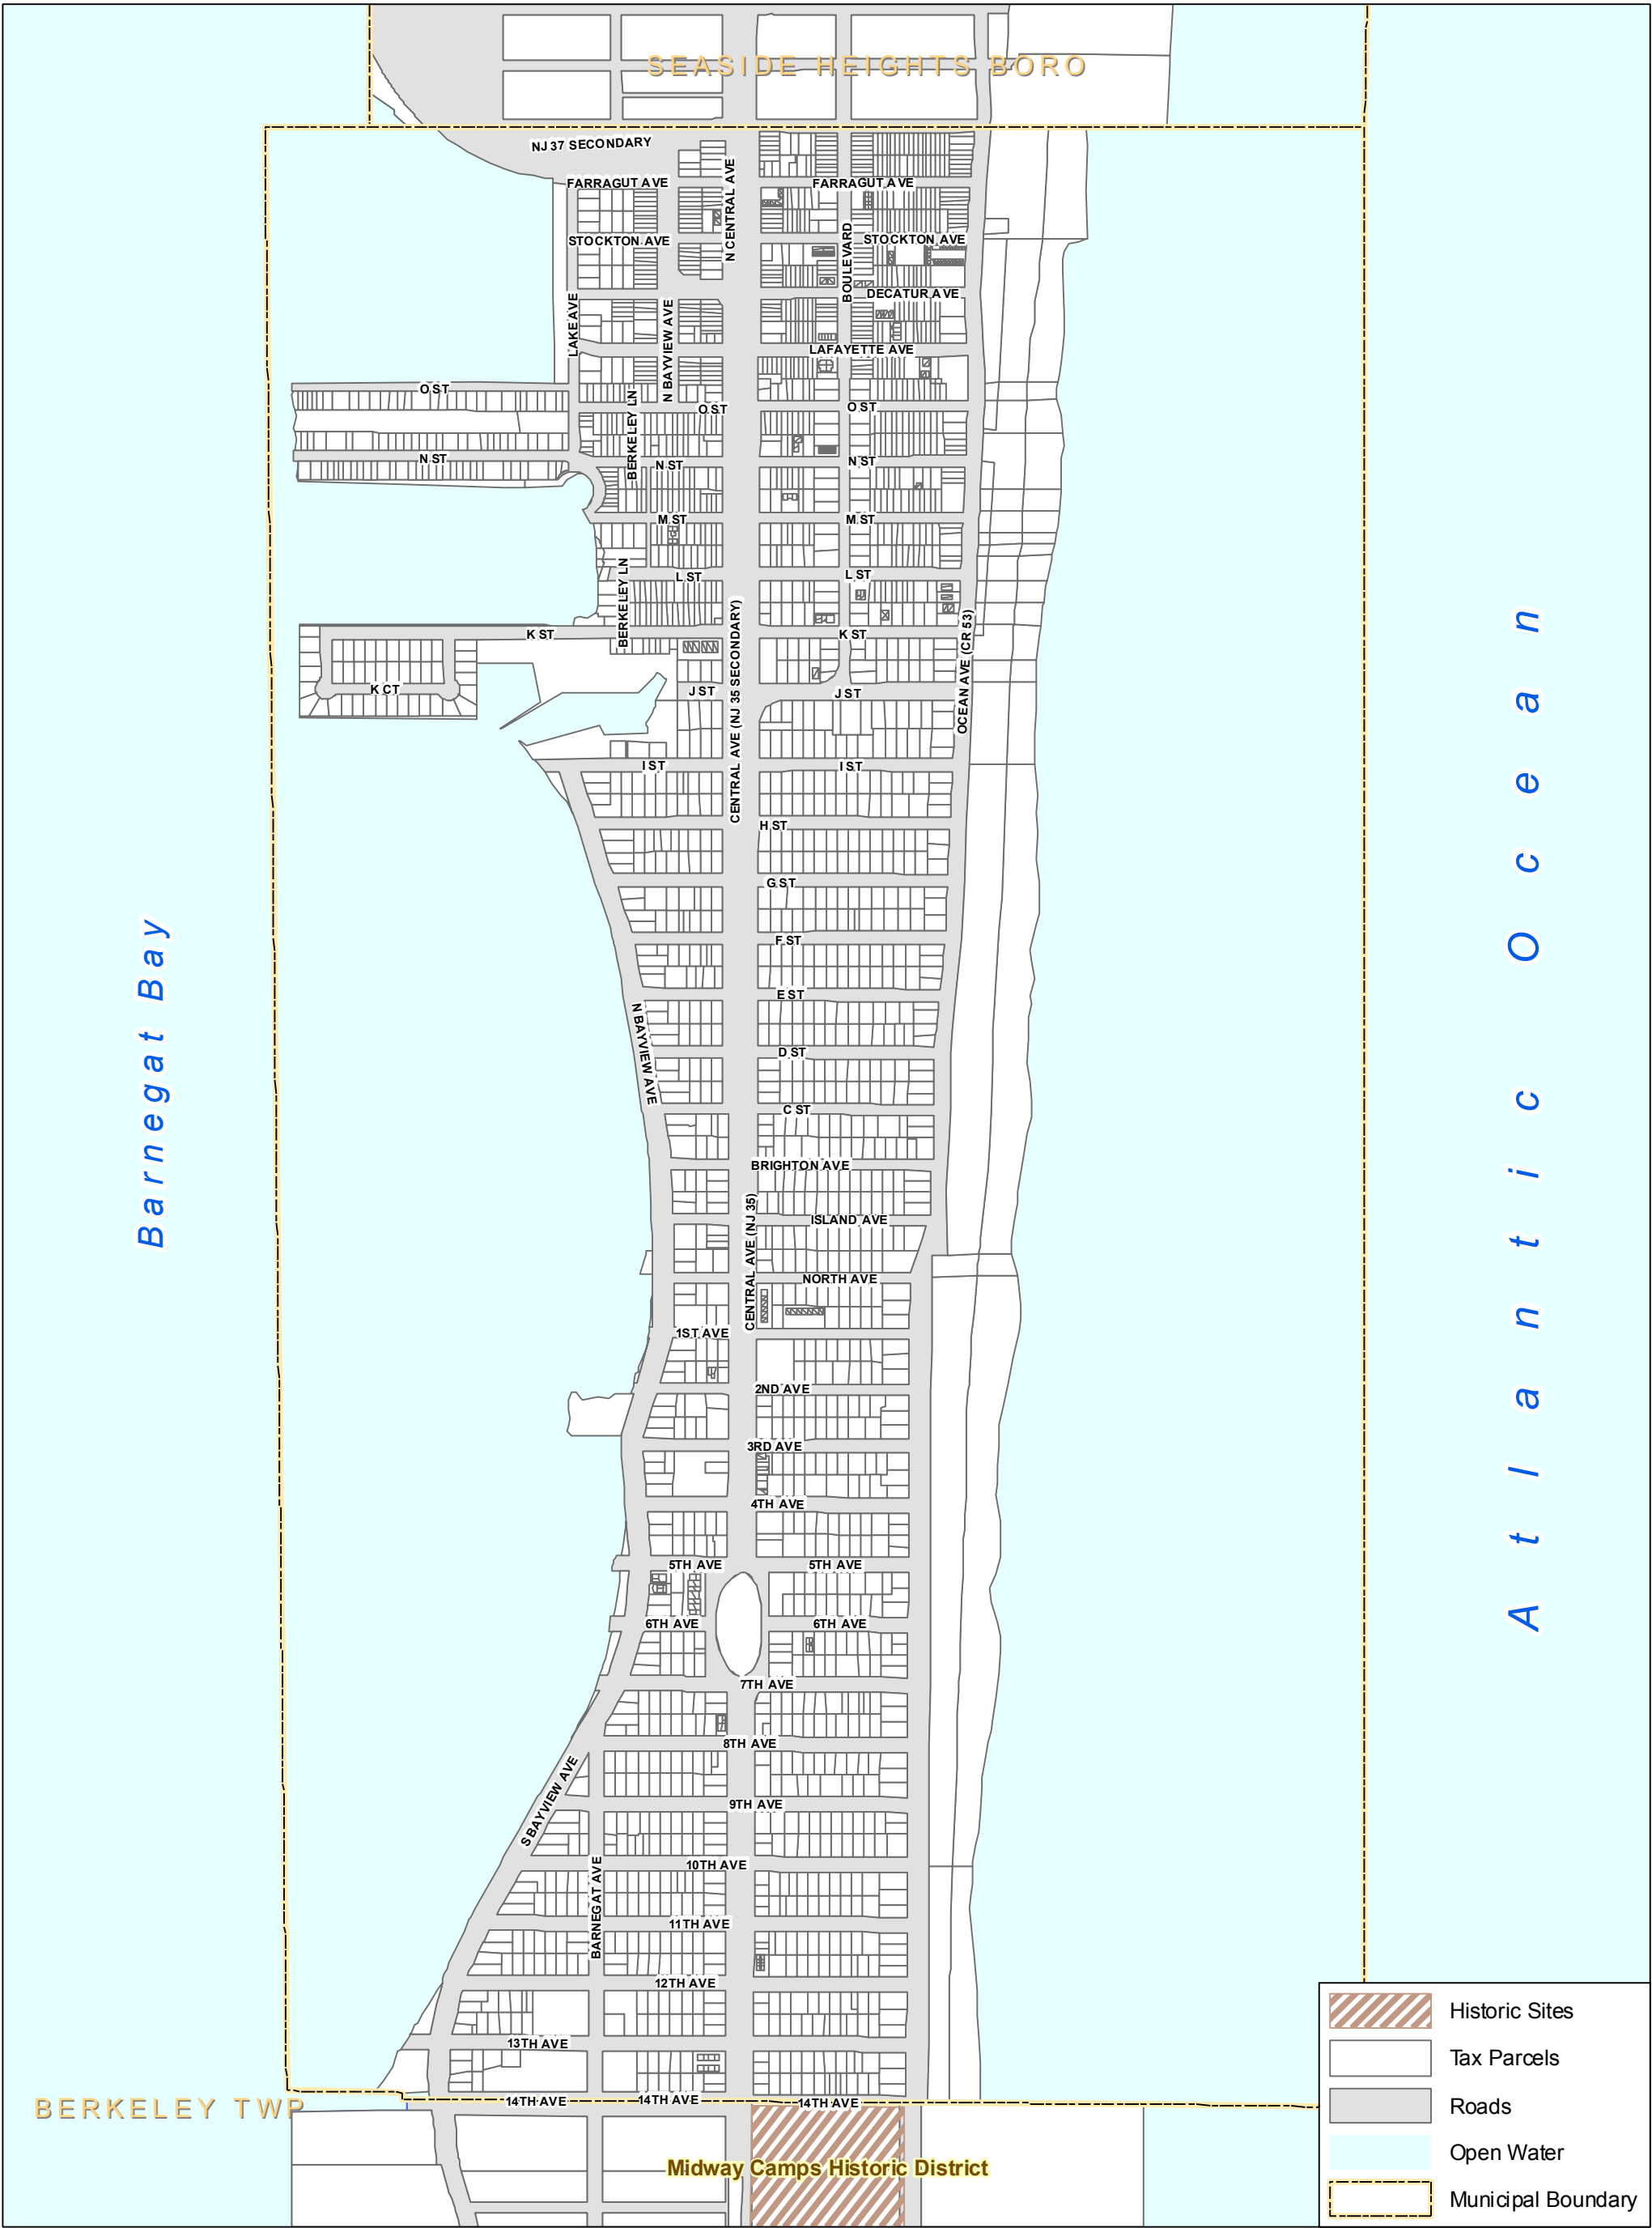 SEASIDE HEIGHTS BORO
NJ 37 SECONDARY
FARRAGUT AVE
FARRAGUT AVE
N CENTRAL AVE
STOCKTON AVE
STOCKTON AVE
BOULEVARD
DECATUR AVE
LAKE AVE
N BAYVIEW AVE
LAFAYETTE AVE
O ST
O ST
O ST
BERKELEY LN
N ST
N ST
N ST
M ST
M ST
L ST
L ST
BERKELEY LN
K ST
K ST
K CT
J ST
J ST
CENTRAL AVE (NJ 35 SECONDARY)
OCEAN AVE (CR 53)
I ST
I ST
H ST
G ST
F ST
E ST
N BAYVIEW AVE
D ST
C ST
BRIGHTON AVE
ISLAND AVE
CENTRAL AVE (NJ 35)
NORTH AVE
Barnegat Bay
Atlantic Ocean
1ST AVE
2ND AVE
3RD AVE
4TH AVE
5TH AVE
5TH AVE
6TH AVE
6TH AVE
7TH AVE
8TH AVE
S BAYVIEW AVE
9TH AVE
10TH AVE
BARNEGAT AVE
11TH AVE
12TH AVE
13TH AVE
14TH AVE
14TH AVE
14TH AVE
BERKELEY TWP
Midway Camps Historic District
Historic Sites
Tax Parcels
Roads
Open Water
Municipal Boundary